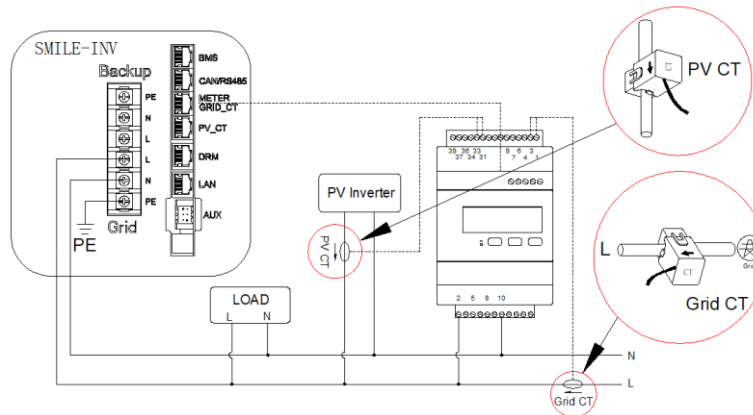 SMILE-INV
Backup
PE
N
L
L
N
PE
Grid
PE
BMS
CAN/RS485
METER
GRID_CT
PV_CT
DRM
LAN
AUX
LOAD
L N
PV Inverter
PV CT
39 36 33
37 34 31
9 6 3
7 4 1
2 5 8 10
N
L
Grid CT
CT
PV CT
L
CT
Grid
Grid CT